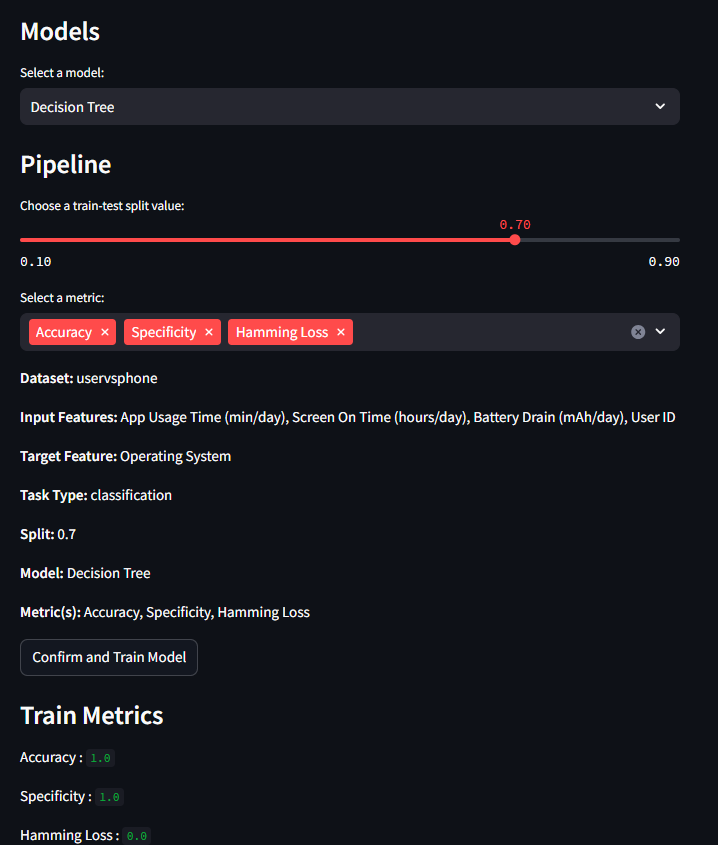 Models
Select a model:
Decision Tree
Pipeline
Choose a train-test split value:
0.70
0.10 0.90
Select a metric:
Accuracy × Specificity × Hamming Loss ×
Dataset: uservsphone
Input Features: App Usage Time (min/day), Screen On Time (hours/day), Battery Drain (mAh/day), User ID
Target Feature: Operating System
Task Type: classification
Split: 0.7
Model: Decision Tree
Metric(s): Accuracy, Specificity, Hamming Loss
Confirm and Train Model
Train Metrics
Accuracy : 1.0
Specificity : 1.0
Hamming Loss : 0.0